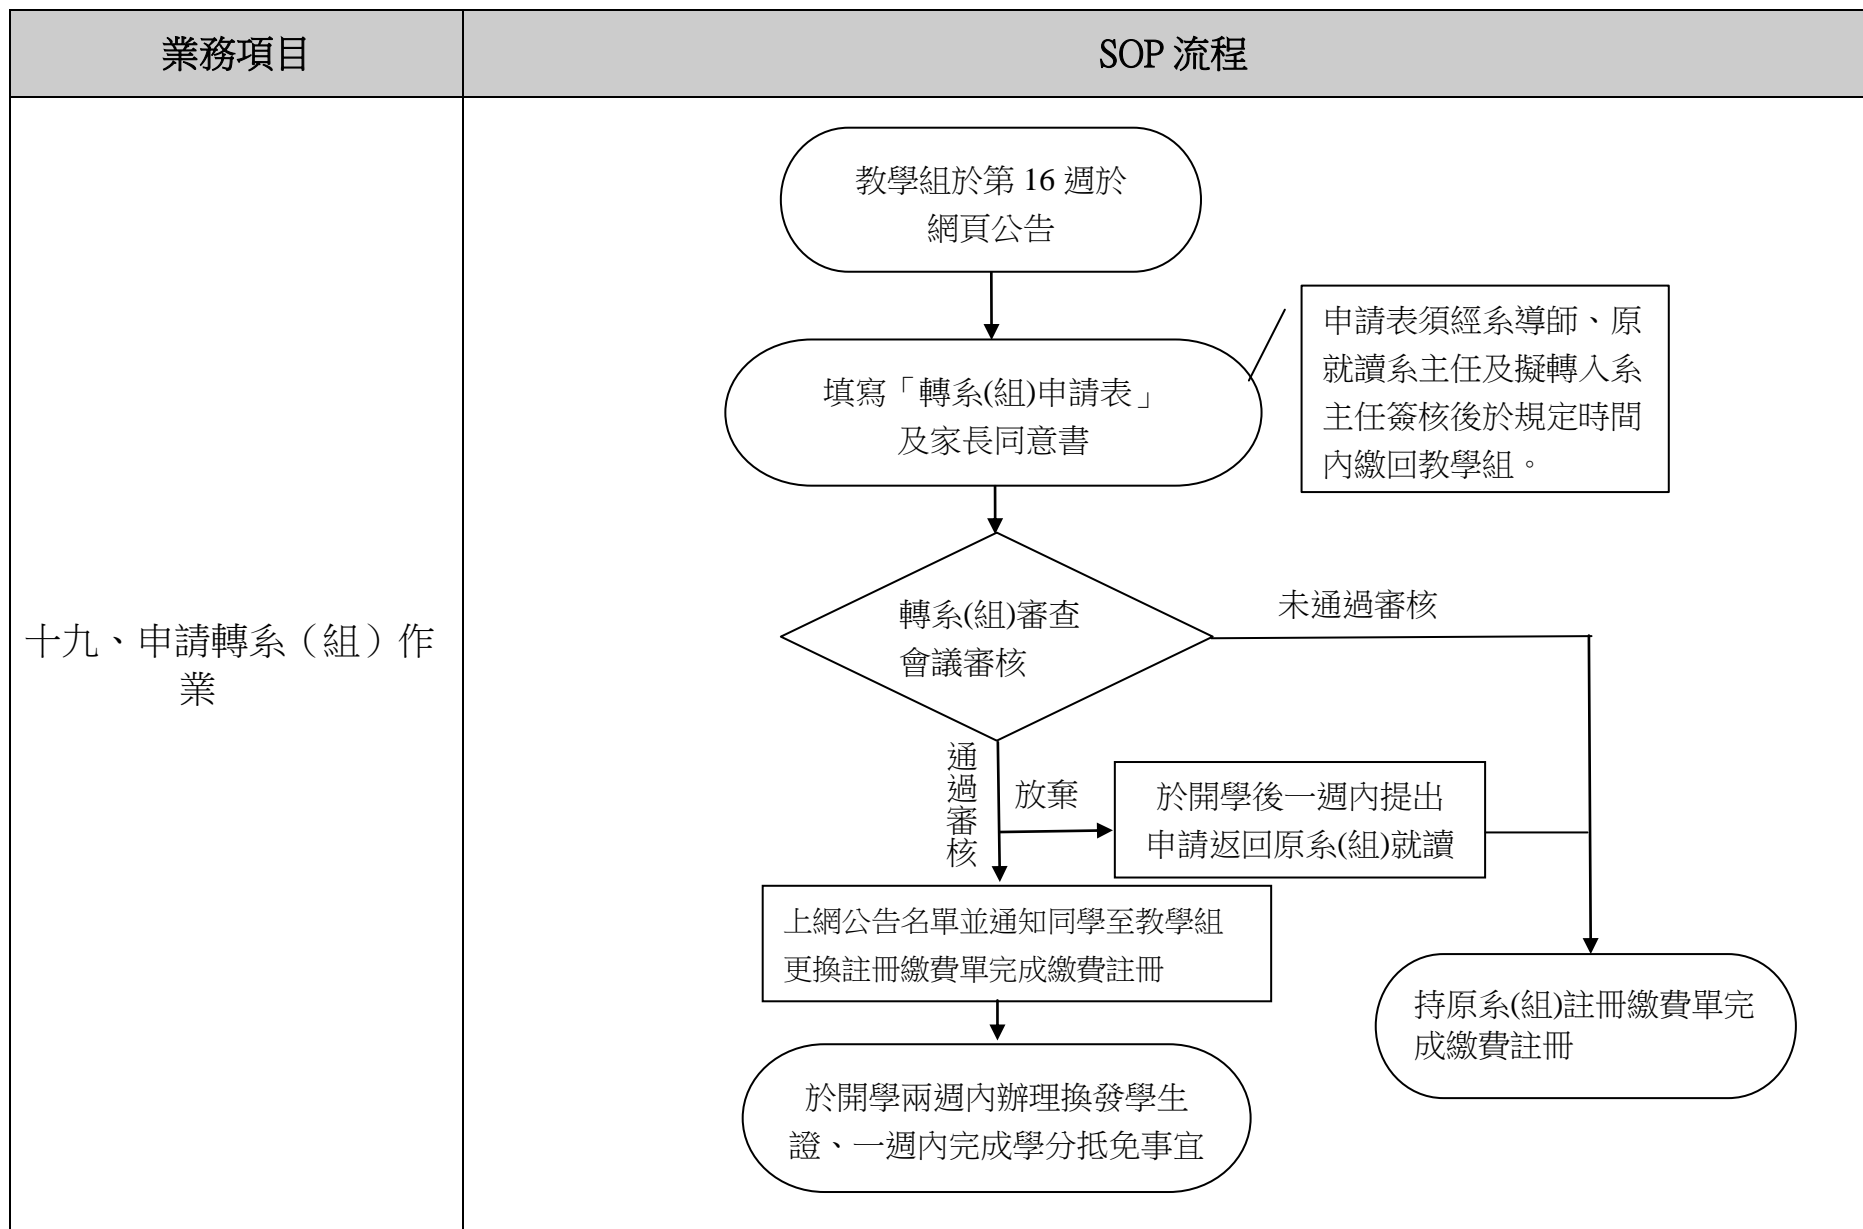 業務項目
SOP 流程
十九、申請轉系（組）作
業
教學組於第 16 週於
網頁公告
申請表須經系導師、原
就讀系主任及擬轉入系
主任簽核後於規定時間
內繳回教學組。
填寫「轉系(組)申請表」
及家長同意書
轉系(組)審查
會議審核
未通過審核
通過審核
放棄
於開學後一週內提出
申請返回原系(組)就讀
上網公告名單並通知同學至教學組
更換註冊繳費單完成繳費註冊
持原系(組)註冊繳費單完
成繳費註冊
於開學兩週內辦理換發學生
證、一週內完成學分抵免事宜